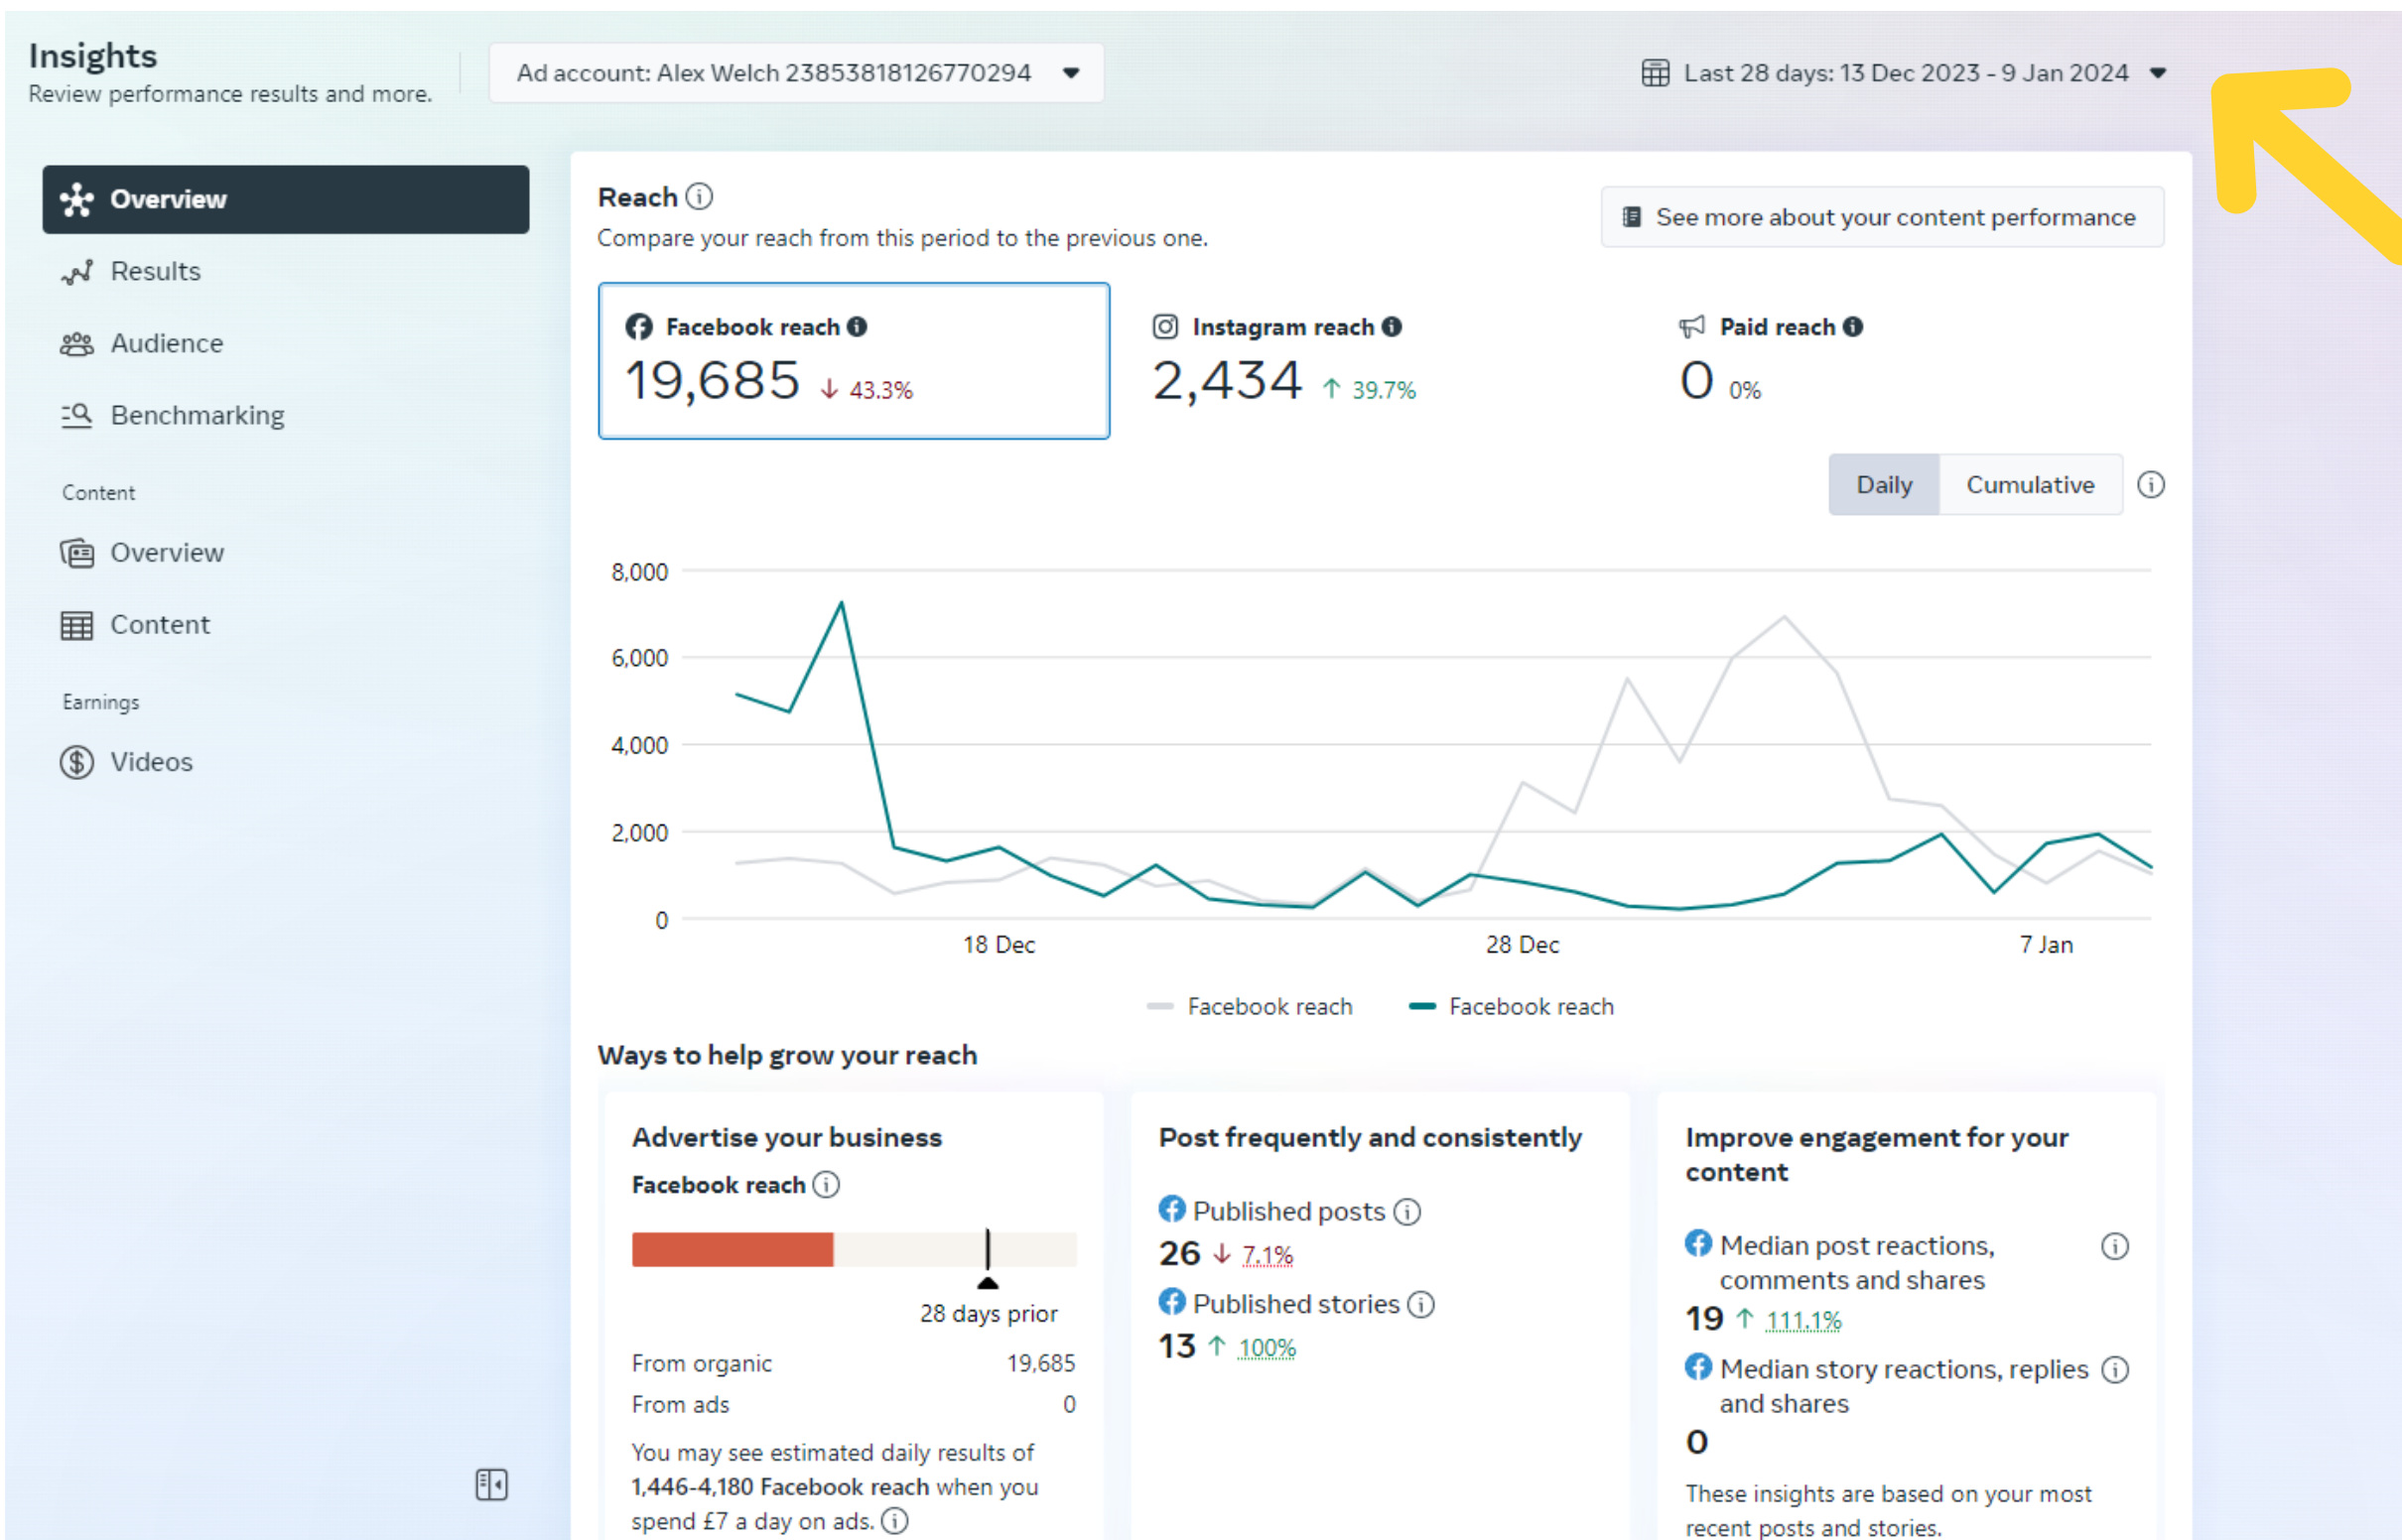 Insights
Review performance results and more.
Ad account: Alex Welch 23853818126770294
Last 28 days: 13 Dec 2023 - 9 Jan 2024
Overview
Results
Audience
Benchmarking
Content
Overview
Content
Earnings
Videos
Reach
Compare your reach from this period to the previous one.
See more about your content performance
Facebook reach
19,685 ↓ 43.3%
Instagram reach
2,434 ↑ 39.7%
Paid reach
0 0%
Daily
Cumulative
8,000
6,000
4,000
2,000
0
18 Dec
28 Dec
7 Jan
Facebook reach
Facebook reach
Ways to help grow your reach
Advertise your business
Facebook reach
28 days prior
From organic 19,685
From ads 0
You may see estimated daily results of
1,446-4,180 Facebook reach when you
spend £7 a day on ads.
Post frequently and consistently
Published posts
26 ↓ 7.1%
Published stories
13 ↑ 100%
Improve engagement for your
content
Median post reactions,
comments and shares
19 ↑ 111.1%
Median story reactions, replies
and shares
0
These insights are based on your most
recent posts and stories.